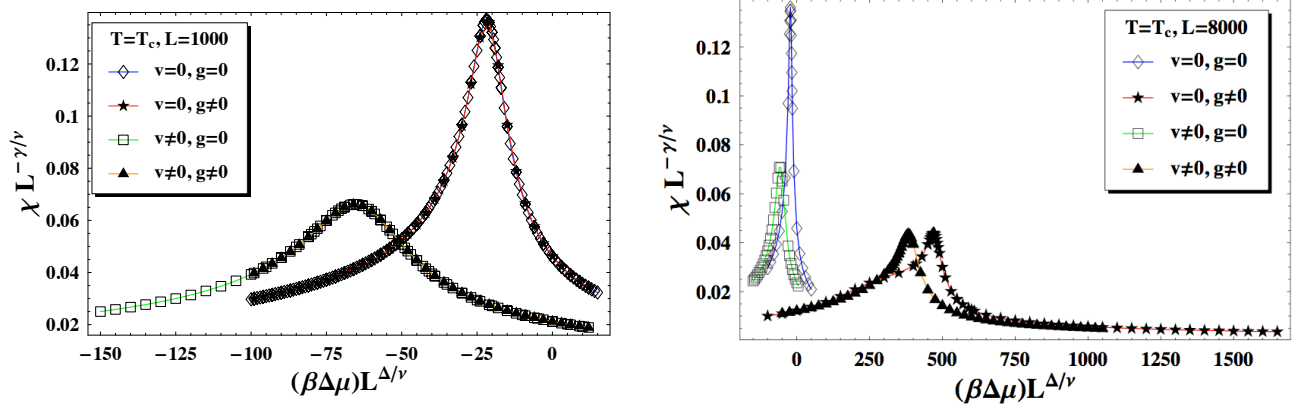 T=Tc, L=1000
v=0, g=0
v=0, g≠0
v≠0, g=0
v≠0, g≠0
χ L^{-γ/ν}
0.12
0.1
0.08
0.06
0.04
0.02
−150 −125 −100 −75 −50 −25 0
(βΔμ)L^{Δ/ν}
T=Tc, L=8000
v=0, g=0
v=0, g≠0
v≠0, g=0
v≠0, g≠0
χ L^{-γ/ν}
0.12
0.1
0.08
0.06
0.04
0.02
0 250 500 750 1000 1250 1500
(βΔμ)L^{Δ/ν}